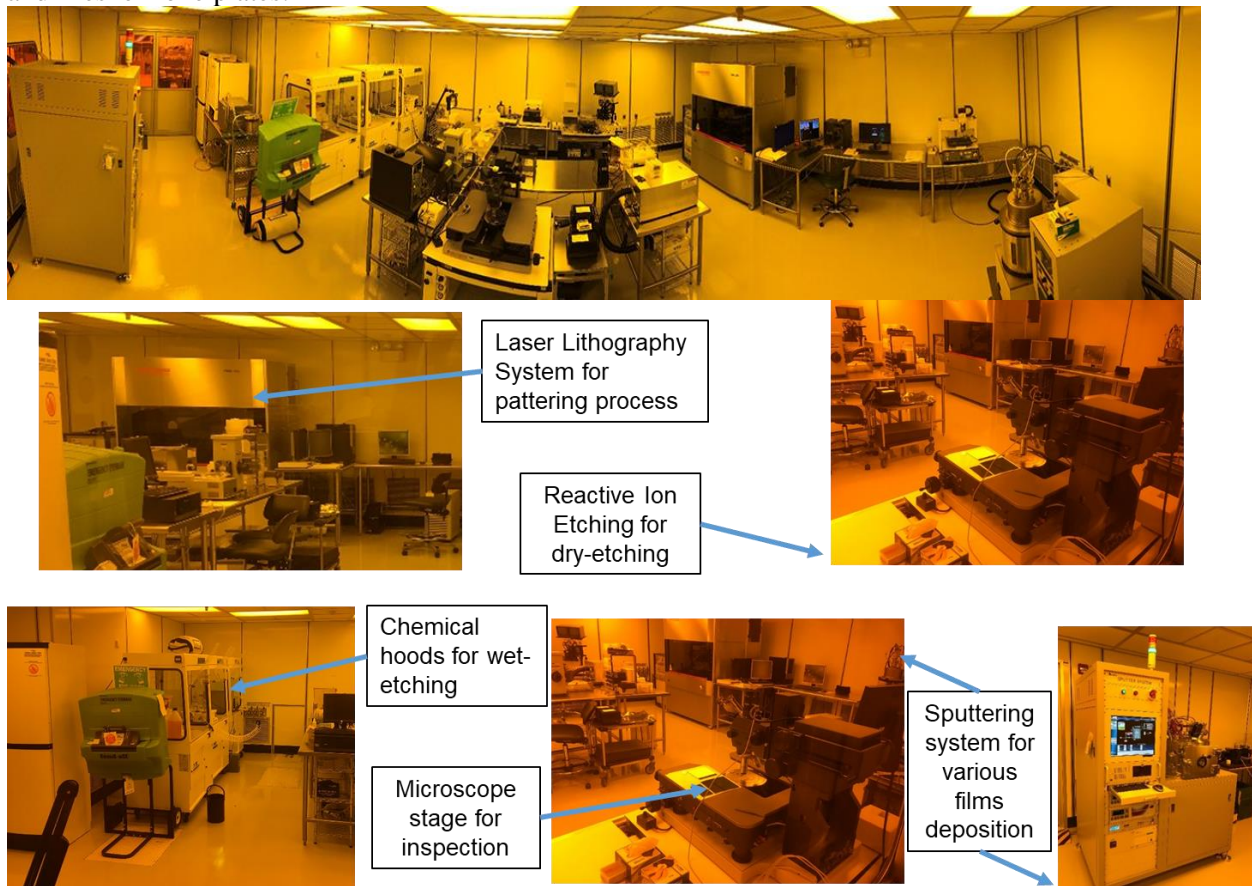 Laser Lithography
System for
pattering process
Reactive Ion
Etching for
dry-etching
Chemical
hoods for wet-
etching
Microscope
stage for
inspection
Sputtering
system for
various
films
deposition